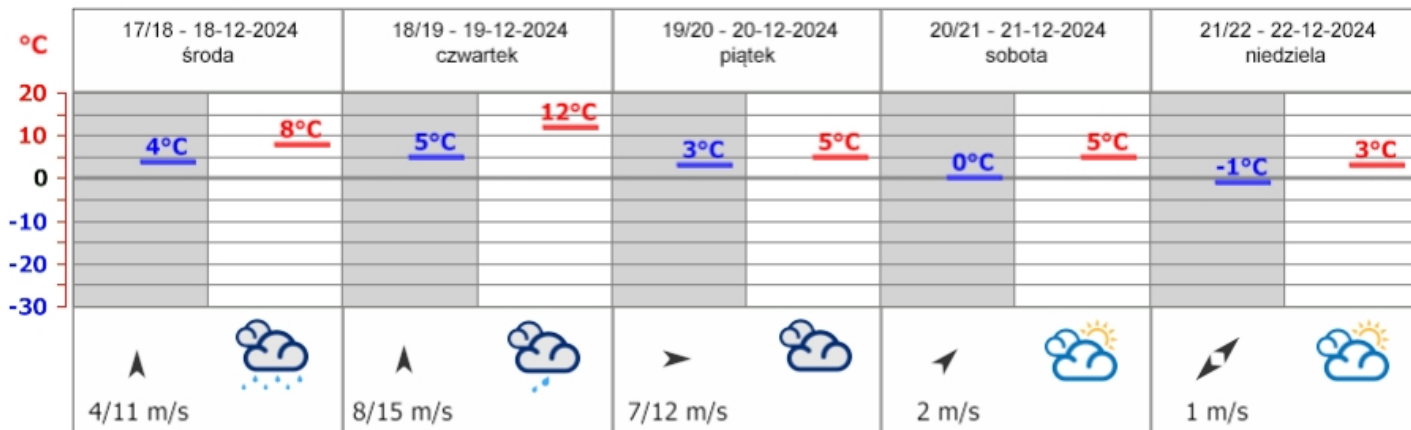 17/18 - 18-12-2024
środa
18/19 - 19-12-2024
czwartek
19/20 - 20-12-2024
piątek
20/21 - 21-12-2024
sobota
21/22 - 22-12-2024
niedziela
°C
20
10
0
-10
-20
-30
4°C
8°C
5°C
12°C
3°C
5°C
0°C
5°C
-1°C
3°C
4/11 m/s
8/15 m/s
7/12 m/s
2 m/s
1 m/s